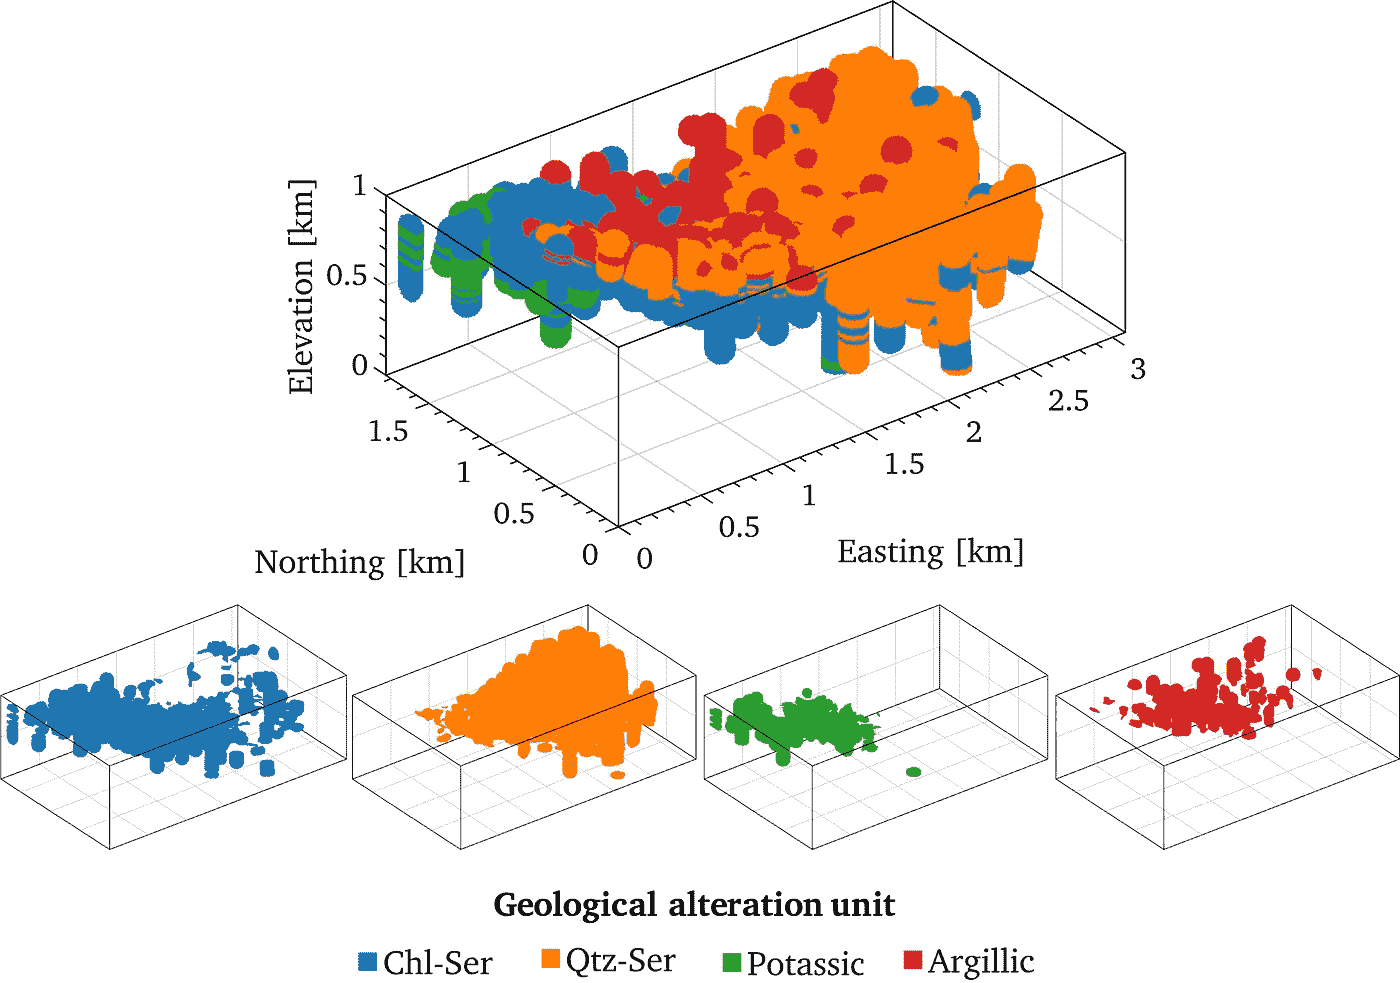 1
0.5
0
Elevation [km]
1.5
1
0.5
0
Northing [km]
0
0.5
1
1.5
2
2.5
3
Easting [km]
Geological alteration unit
Chl-Ser Qtz-Ser Potassic Argillic